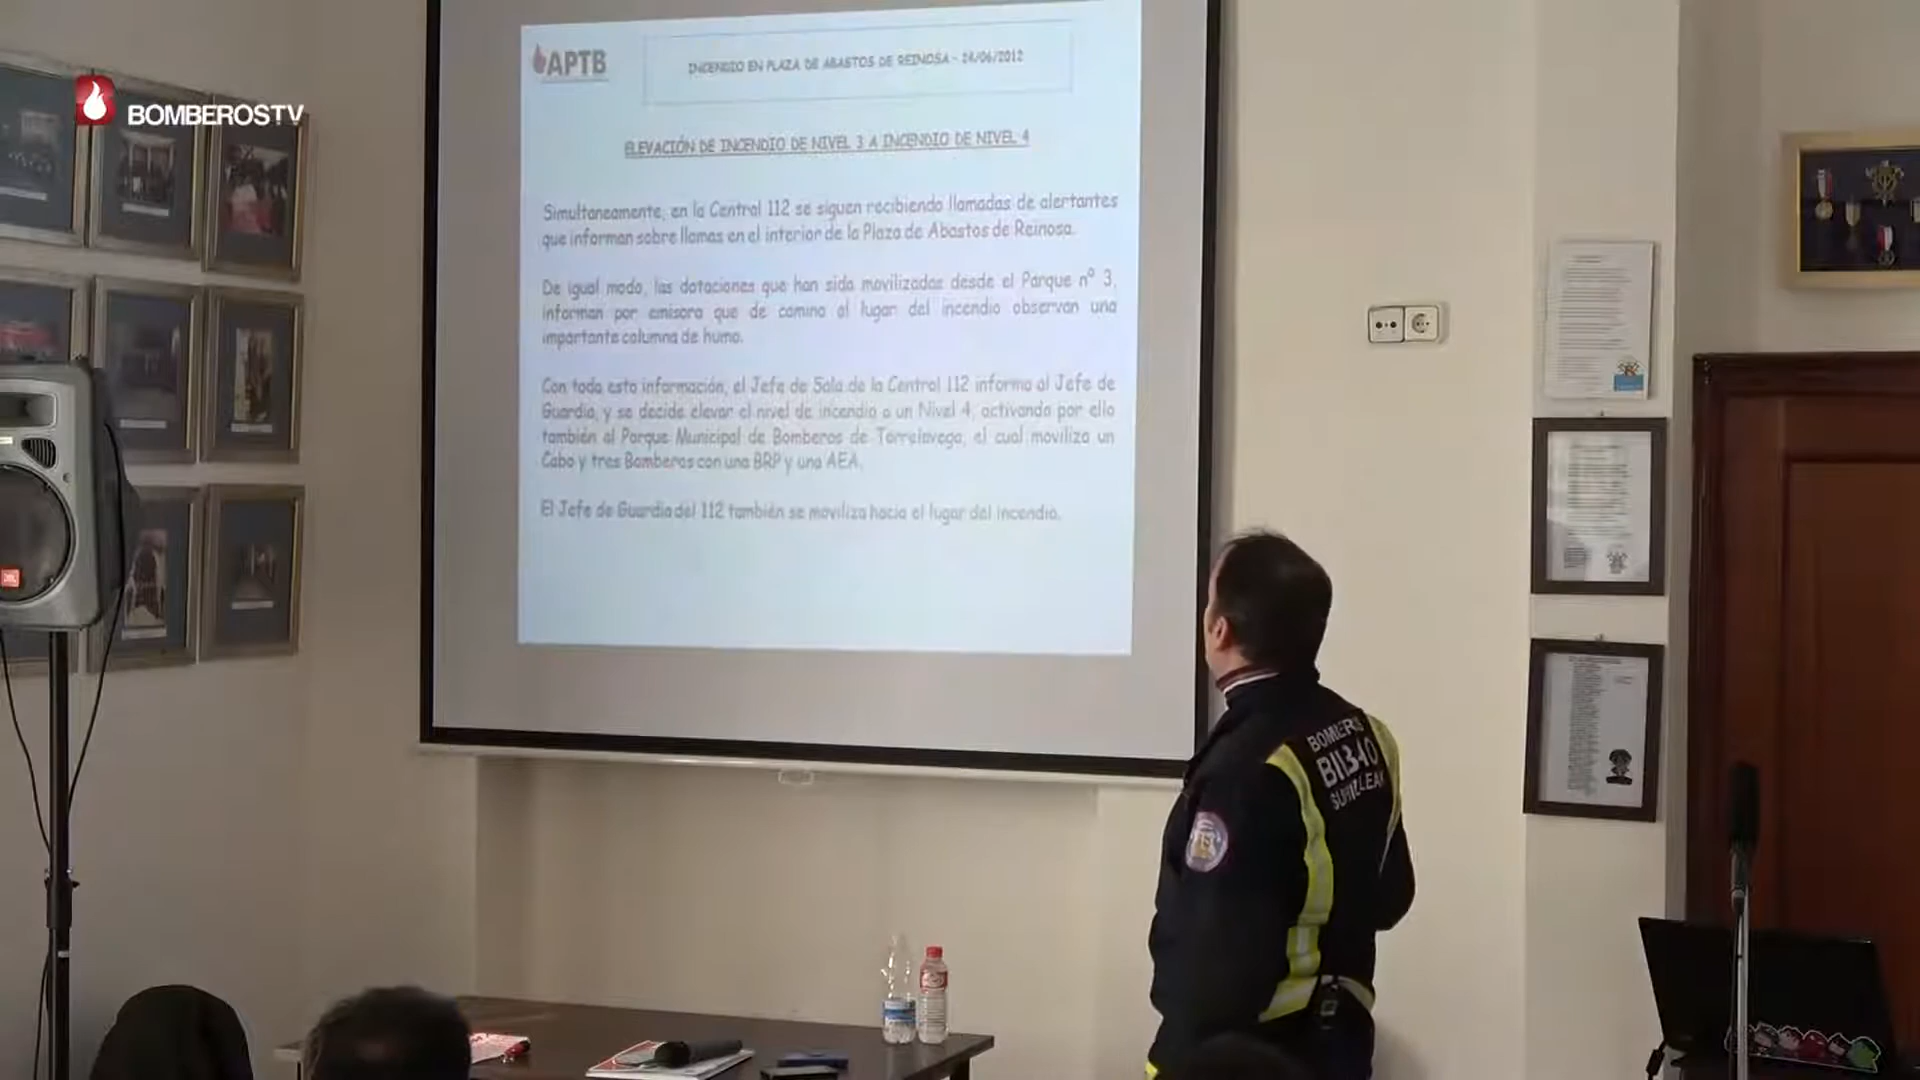 BOMBEROSTV
APTB
INCENDIO EN PLAZA DE ABASTOS DE REINOSA - 24/06/2012
ELEVACIÓN DE INCENDIO DE NIVEL 3 A INCENDIO DE NIVEL 4
Simultaneamente, en la Central 112 se siguen recibiendo llamadas de alertantes
que informan sobre llamas en el interior de la Plaza de Abastos de Reinosa.
De igual modo, las dotaciones que han sido movilizadas desde el Parque nº 3,
informan por emisora que de camino al lugar del incendio observan una
importante columna de humo.
Con toda esta información, el Jefe de Sala de la Central 112 informa al Jefe de
Guardia, y se decide elevar el nivel de incendio a un Nivel 4, activando por ello
también al Parque Municipal de Bomberos de Torrelavega, el cual moviliza un
Cabo y tres Bomberos con una BRP y una AEA.
El Jefe de Guardia del 112 también se moviliza hacia el lugar del incendio.
BILBAO
JBL